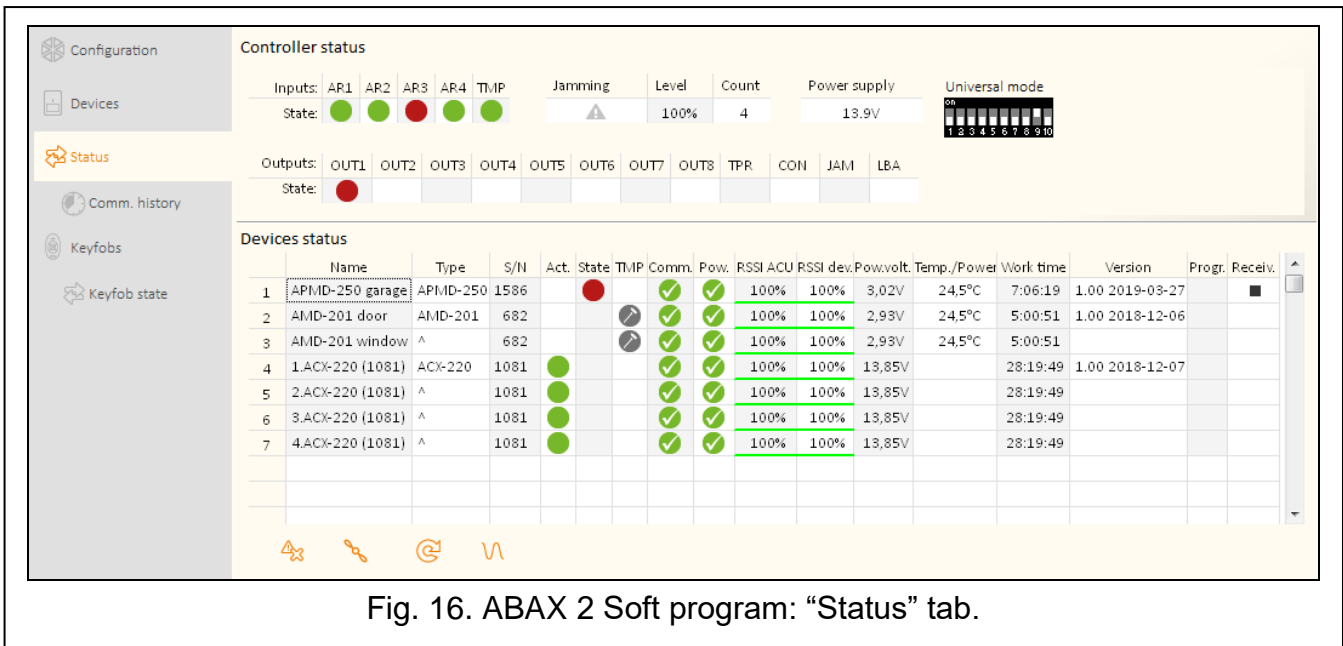 Configuration
Devices
Status
Comm. history
Keyfobs
Keyfob state
Controller status
Inputs: AR1 AR2 AR3 AR4 TMP Jamming Level Count Power supply Universal mode
State: 100% 4 13.9V
on
1 2 3 4 5 6 7 8 9 10
Outputs: OUT1 OUT2 OUT3 OUT4 OUT5 OUT6 OUT7 OUT8 TPR CON JAM LBA
State:
Devices status
Name Type S/N Act. State TMP Comm. Pow. RSSI ACU RSSI dev. Pow.volt. Temp./Power Work time Version Progr. Receiv.
1 APMD-250 garage APMD-250 1586 100% 100% 3,02V 24,5°C 7:06:19 1.00 2019-03-27
2 AMD-201 door AMD-201 682 100% 100% 2,93V 24,5°C 5:00:51 1.00 2018-12-06
3 AMD-201 window ^ 682 100% 100% 2,93V 24,5°C 5:00:51
4 1.ACX-220 (1081) ACX-220 1081 100% 100% 13,85V 28:19:49 1.00 2018-12-07
5 2.ACX-220 (1081) ^ 1081 100% 100% 13,85V 28:19:49
6 3.ACX-220 (1081) ^ 1081 100% 100% 13,85V 28:19:49
7 4.ACX-220 (1081) ^ 1081 100% 100% 13,85V 28:19:49
Fig. 16. ABAX 2 Soft program: “Status” tab.